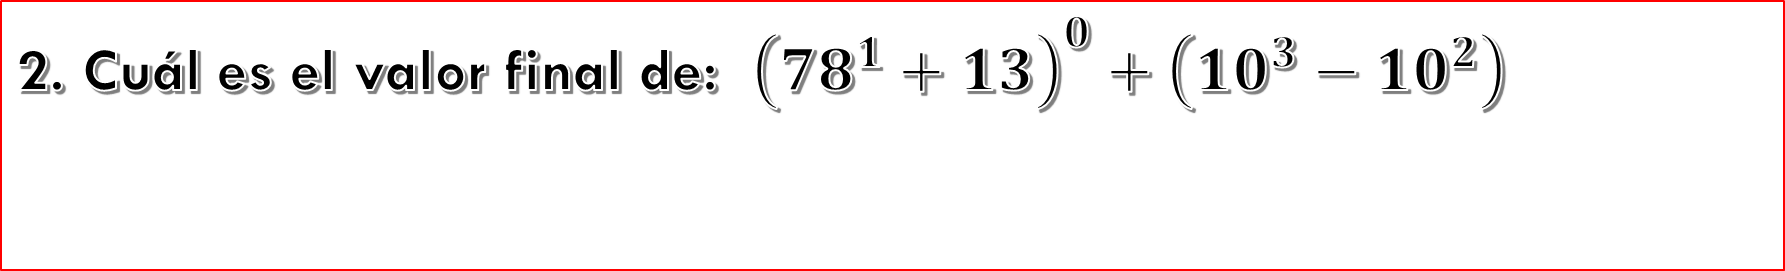 2. Cuál es el valor final de: (78¹ + 13)⁰ + (10³ − 10²)